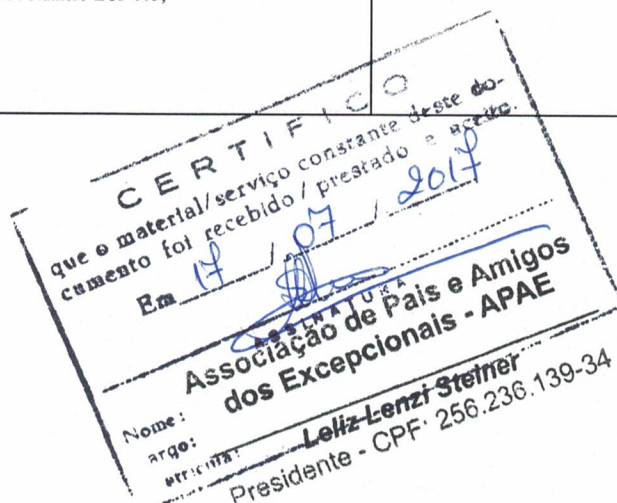 CERTIFICO
que o material/serviço constante deste do-
cumento foi recebido / prestado e aceito.
Em 17 / 07 / 2017
ASSINATURA
Associação de Pais e Amigos
dos Excepcionais - APAE
Nome:
argo:
Leliz Lenzi Steiner
Presidente - CPF: 256.236.139-34